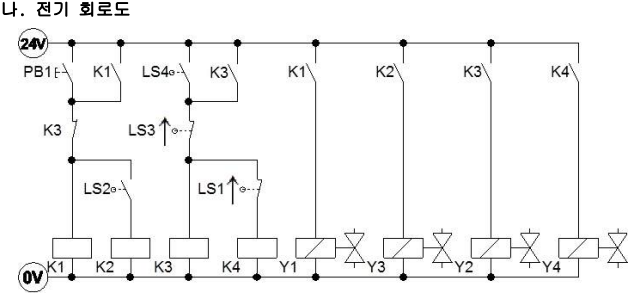 나. 전기 회로도
24V
PB1 K1 LS4 K3 K1 K2 K3 K4
K3 LS3
LS2 LS1
K1 K2 K3 K4 Y1 Y3 Y2 Y4
0V